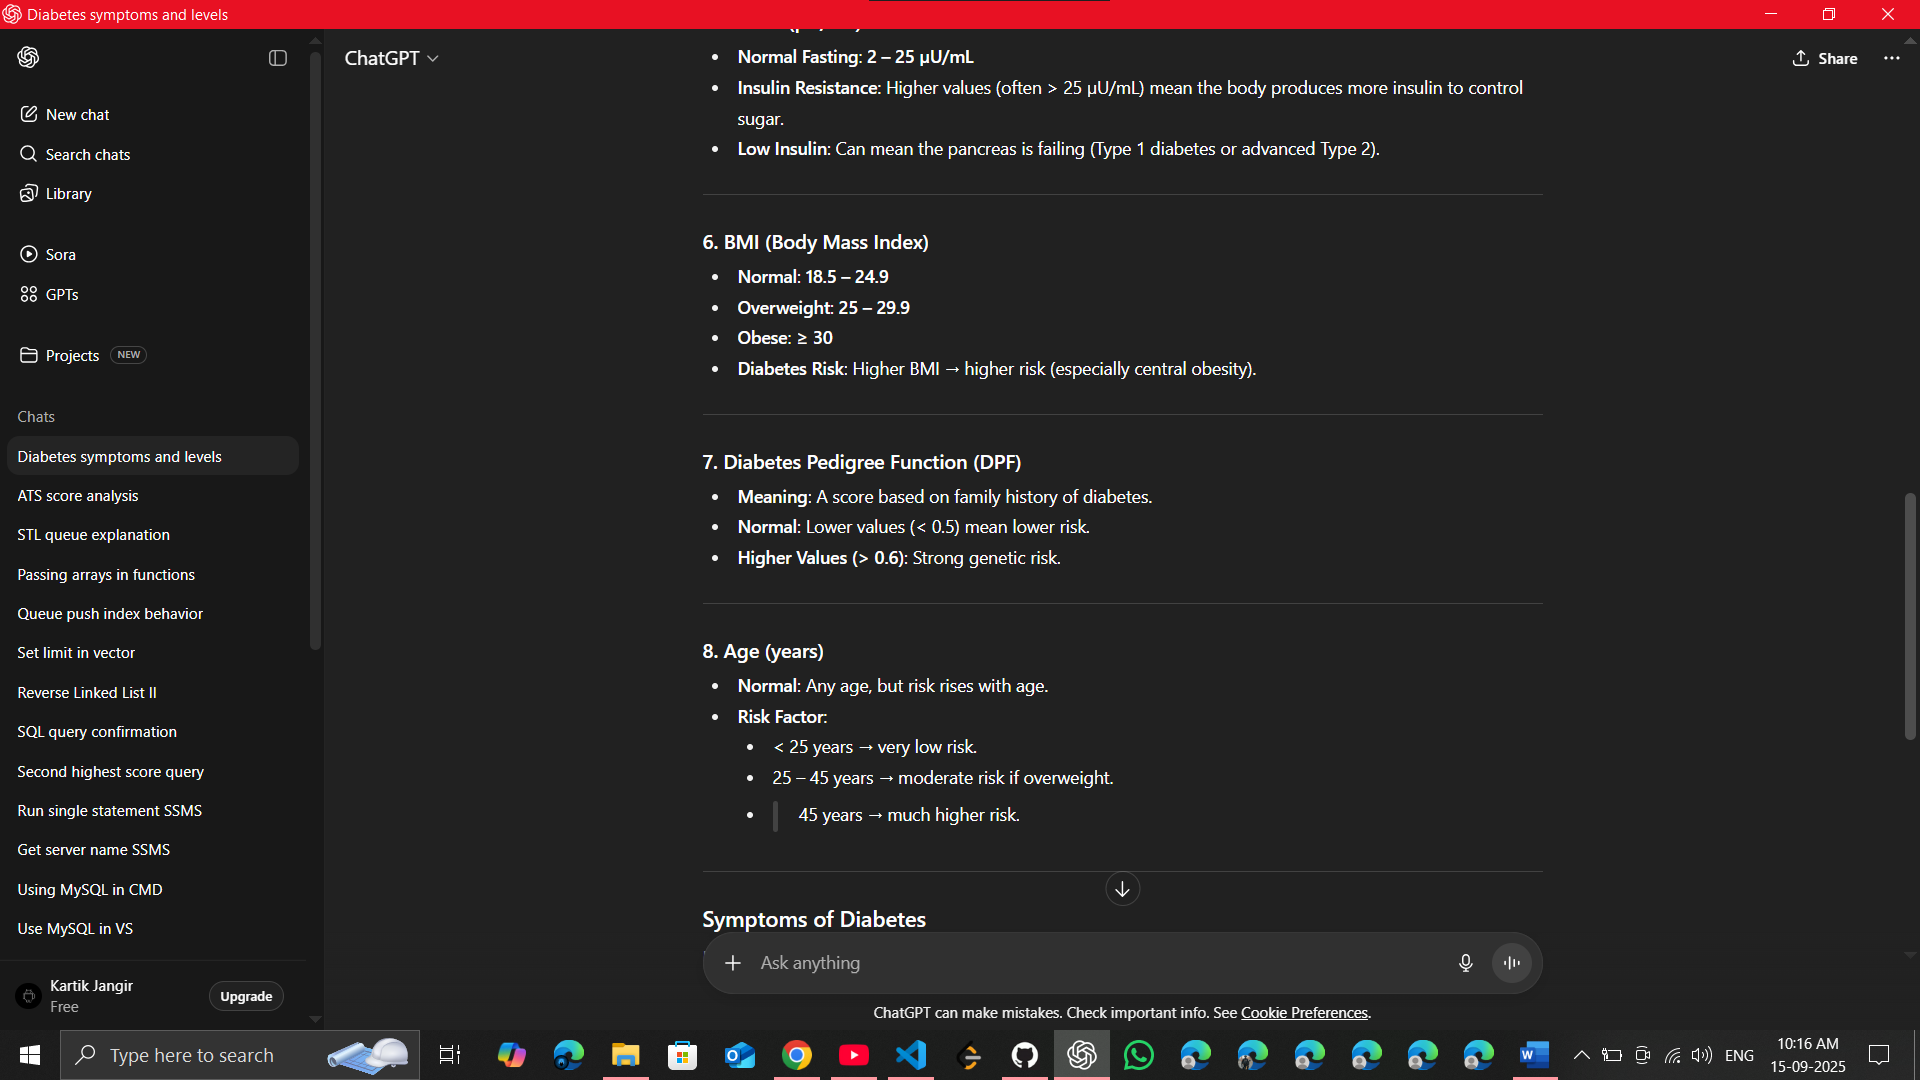 Diabetes symptoms and levels
New chat
Search chats
Library
Sora
GPTs
Projects NEW
Chats
Diabetes symptoms and levels
ATS score analysis
STL queue explanation
Passing arrays in functions
Queue push index behavior
Set limit in vector
Reverse Linked List II
SQL query confirmation
Second highest score query
Run single statement SSMS
Get server name SSMS
Using MySQL in CMD
Use MySQL in VS
Kartik Jangir
Free
Upgrade
ChatGPT
Share
• Normal Fasting: 2 – 25 µU/mL
• Insulin Resistance: Higher values (often > 25 µU/mL) mean the body produces more insulin to control
sugar.
• Low Insulin: Can mean the pancreas is failing (Type 1 diabetes or advanced Type 2).
6. BMI (Body Mass Index)
• Normal: 18.5 – 24.9
• Overweight: 25 – 29.9
• Obese: ≥ 30
• Diabetes Risk: Higher BMI → higher risk (especially central obesity).
7. Diabetes Pedigree Function (DPF)
• Meaning: A score based on family history of diabetes.
• Normal: Lower values (< 0.5) mean lower risk.
• Higher Values (> 0.6): Strong genetic risk.
8. Age (years)
• Normal: Any age, but risk rises with age.
• Risk Factor:
• < 25 years → very low risk.
• 25 – 45 years → moderate risk if overweight.
• 45 years → much higher risk.
Symptoms of Diabetes
Ask anything
ChatGPT can make mistakes. Check important info. See Cookie Preferences.
Type here to search
ENG
10:16 AM
15-09-2025